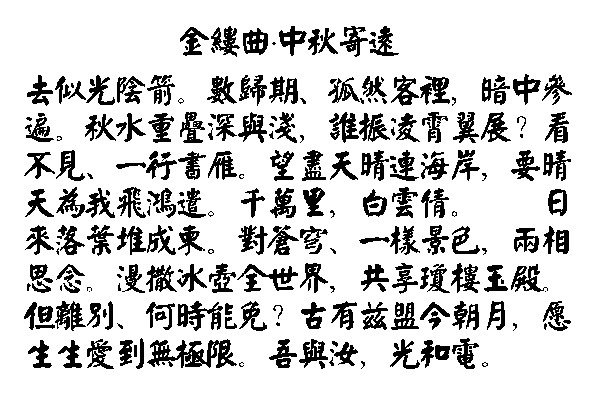 金縷曲·中秋寄遠
去似光陰箭。數歸期、孤然客裡，暗中參
遍。秋水重疊深與淺，誰振凌霄翼展？看
不見、一行書雁。望盡天晴連海岸，要晴
天為我飛鴻遣。千萬里，白雲倩。 日
來落葉堆成束。對蒼穹、一樣景色，兩相
思念。漫撒冰壺全世界，共享瓊樓玉殿。
但離別、何時能免？古有茲盟今朝月，愿
生生愛到無極限。吾與汝，光和電。